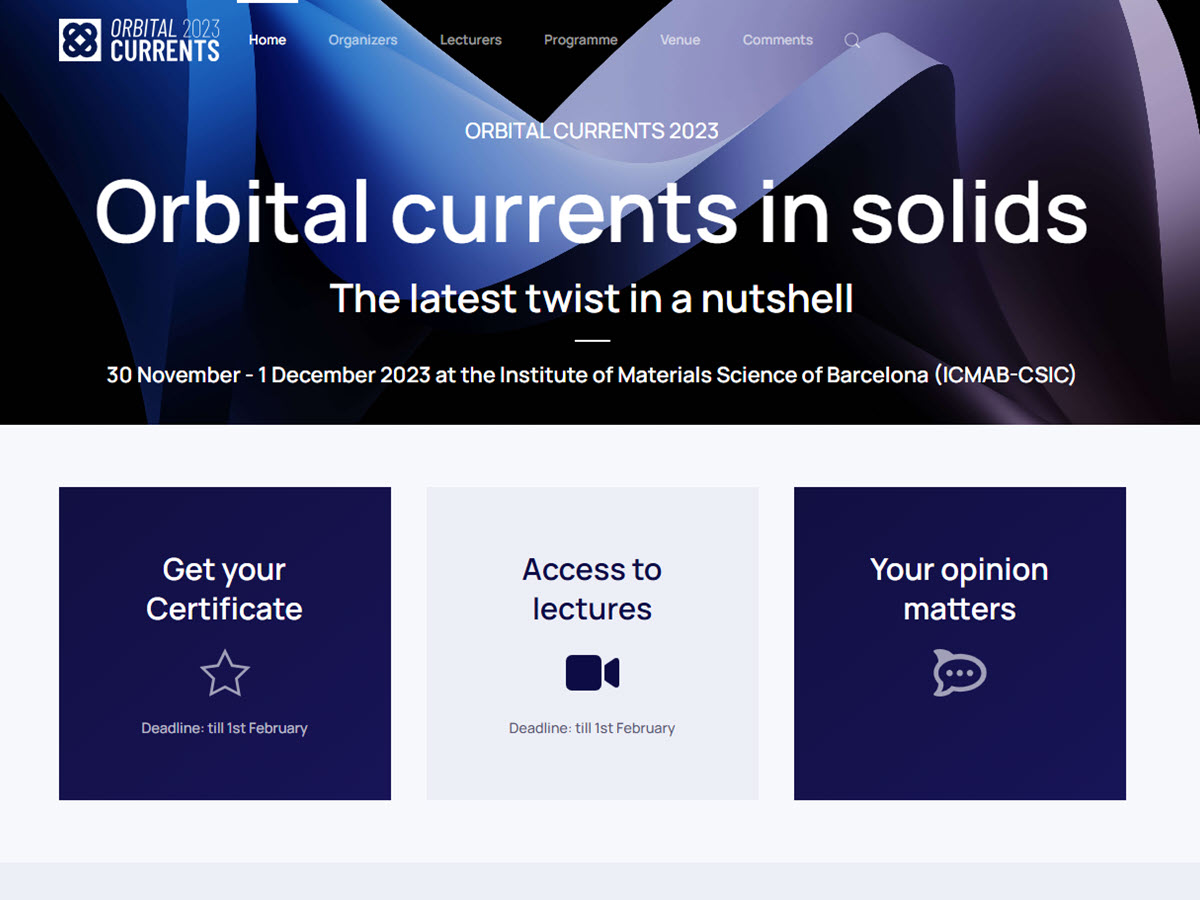 ORBITAL 2023
CURRENTS
Home
Organizers
Lecturers
Programme
Venue
Comments
ORBITAL CURRENTS 2023
Orbital currents in solids
The latest twist in a nutshell
30 November - 1 December 2023 at the Institute of Materials Science of Barcelona (ICMAB-CSIC)
Get your
Certificate
Deadline: till 1st February
Access to
lectures
Deadline: till 1st February
Your opinion
matters